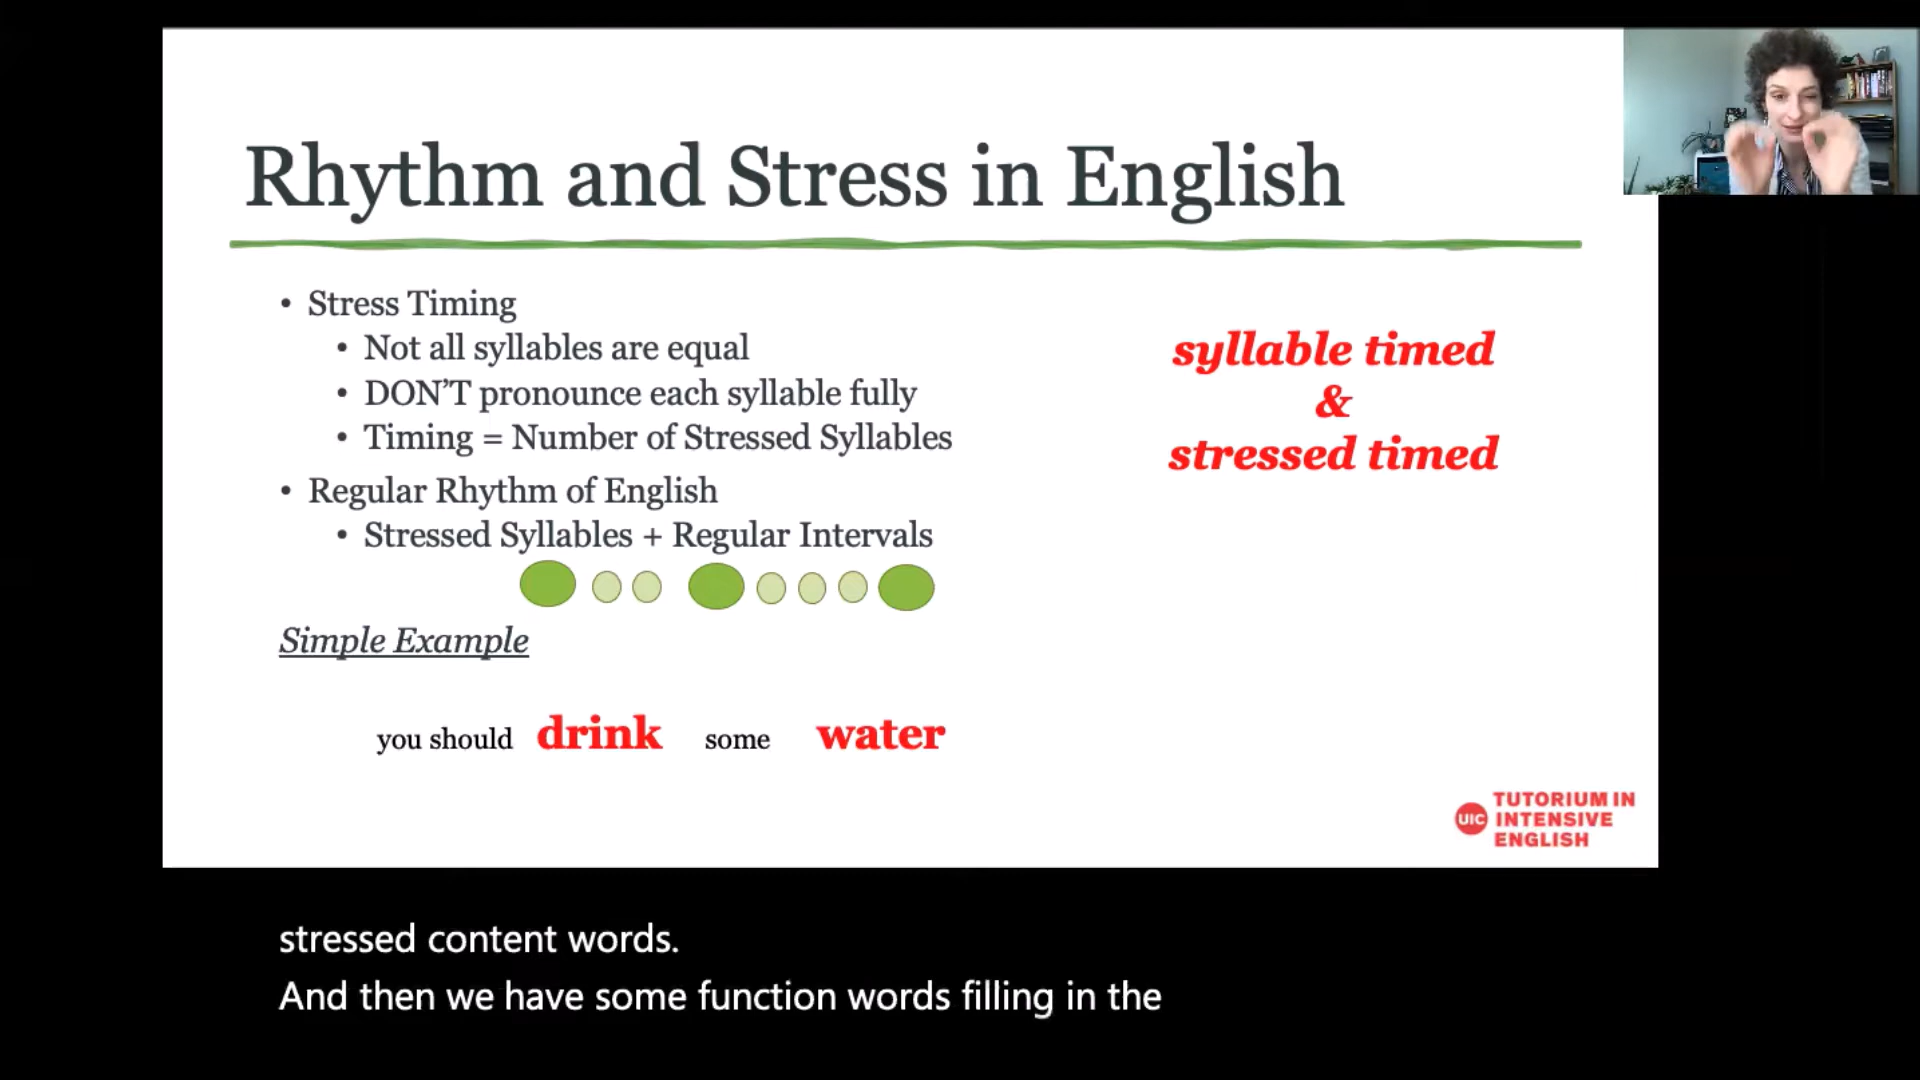 Rhythm and Stress in English
• Stress Timing
• Not all syllables are equal
• DON'T pronounce each syllable fully
• Timing = Number of Stressed Syllables
• Regular Rhythm of English
• Stressed Syllables + Regular Intervals
syllable timed
&
stressed timed
Simple Example
you should drink some water
UIC
TUTORIUM IN
INTENSIVE
ENGLISH
stressed content words.
And then we have some function words filling in the